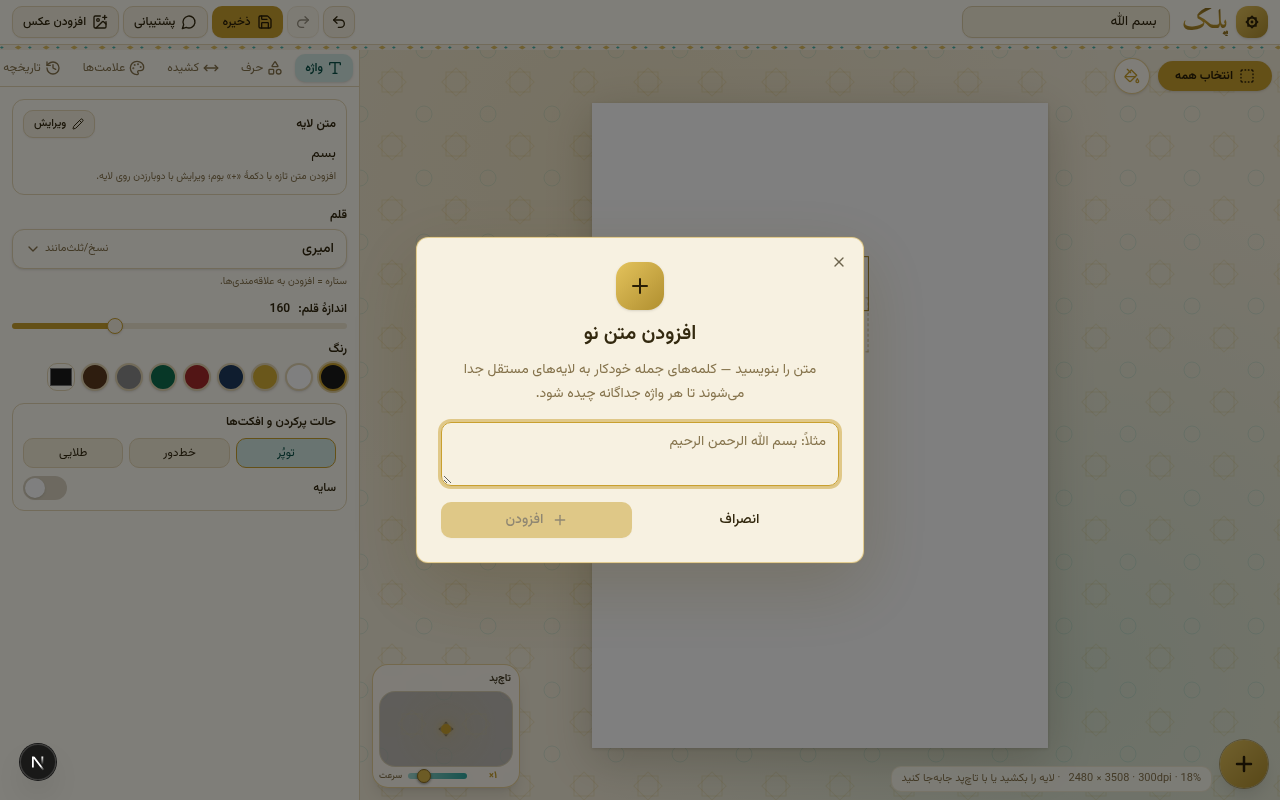 پلک
بسم الله
ذخیره
پشتیبانی
افزودن عکس
واژه
حرف
کشیده
علامت‌ها
تاریخچه
انتخاب همه
متن لایه
ویرایش
بسم
افزودن متن تازه با دکمهٔ «+» بوم؛ ویرایش با دوبارزدن روی لایه.
قلم
امیری
نسخ/ثلث‌مانند
ستاره = افزودن به علاقه‌مندی‌ها.
اندازهٔ قلم: 160
رنگ
حالت پرکردن و افکت‌ها
توپُر
خط‌دور
طلایی
سایه
افزودن متن نو
متن را بنویسید — کلمه‌های جمله خودکار به لایه‌های مستقل جدا
می‌شوند تا هر واژه جداگانه چیده شود.
مثلاً: بسم الله الرحمن الرحیم
انصراف
افزودن
تاچ‌پد
سرعت
×۱
2480 × 3508 · 300dpi · 18% · لایه را بکشید یا با تاچ‌پد جابه‌جا کنید
N